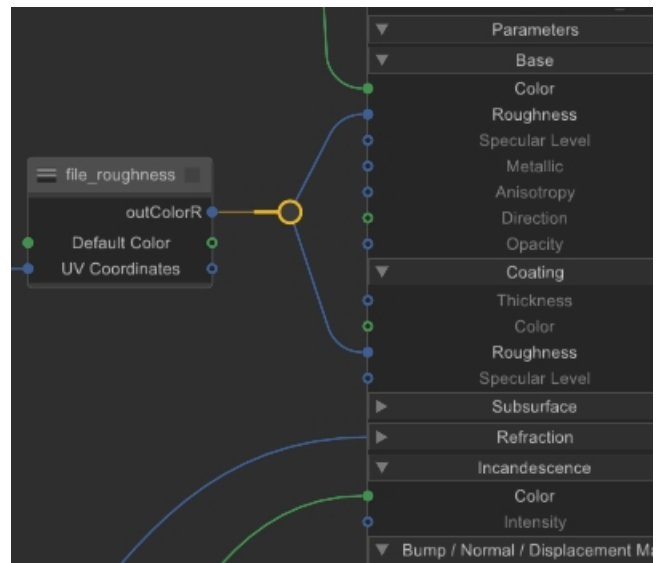 file_roughness
outColorR
Default Color
UV Coordinates
Parameters
Base
Color
Roughness
Specular Level
Metallic
Anisotropy
Direction
Opacity
Coating
Thickness
Color
Roughness
Specular Level
Subsurface
Refraction
Incandescence
Color
Intensity
Bump / Normal / Displacement Ma